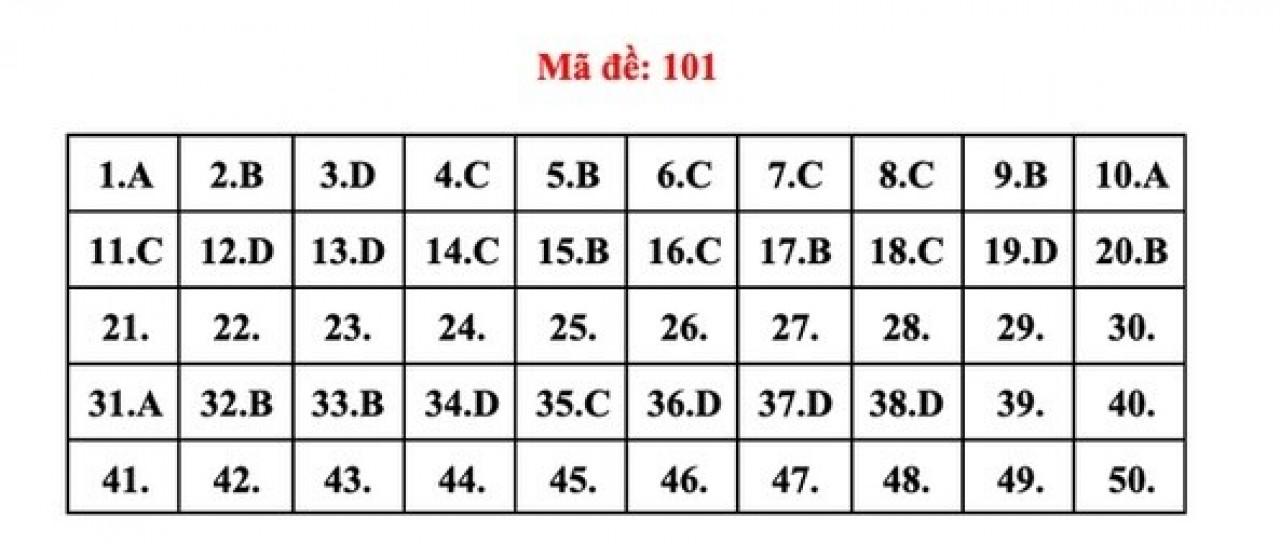 Mã đề: 101
1.A 2.B 3.D 4.C 5.B 6.C 7.C 8.C 9.B 10.A
11.C 12.D 13.D 14.C 15.B 16.C 17.B 18.C 19.D 20.B
21. 22. 23. 24. 25. 26. 27. 28. 29. 30.
31.A 32.B 33.B 34.D 35.C 36.D 37.D 38.D 39. 40.
41. 42. 43. 44. 45. 46. 47. 48. 49. 50.